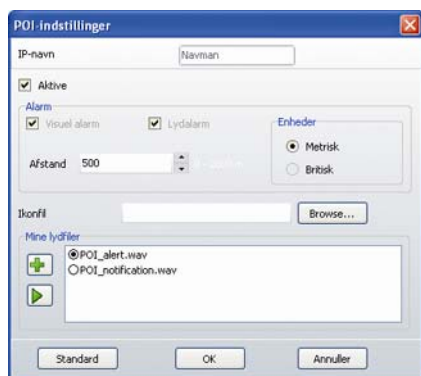 POI-indstillinger
IP-navn Navman
Aktive
Alarm
Visuel alarm Lydalarm
Enheder
Metrisk
Afstand 500
Britisk
Ikonfil Browse...
Mine lydfiler
POI_alert.wav
POI_notification.wav
Standard OK Annuller